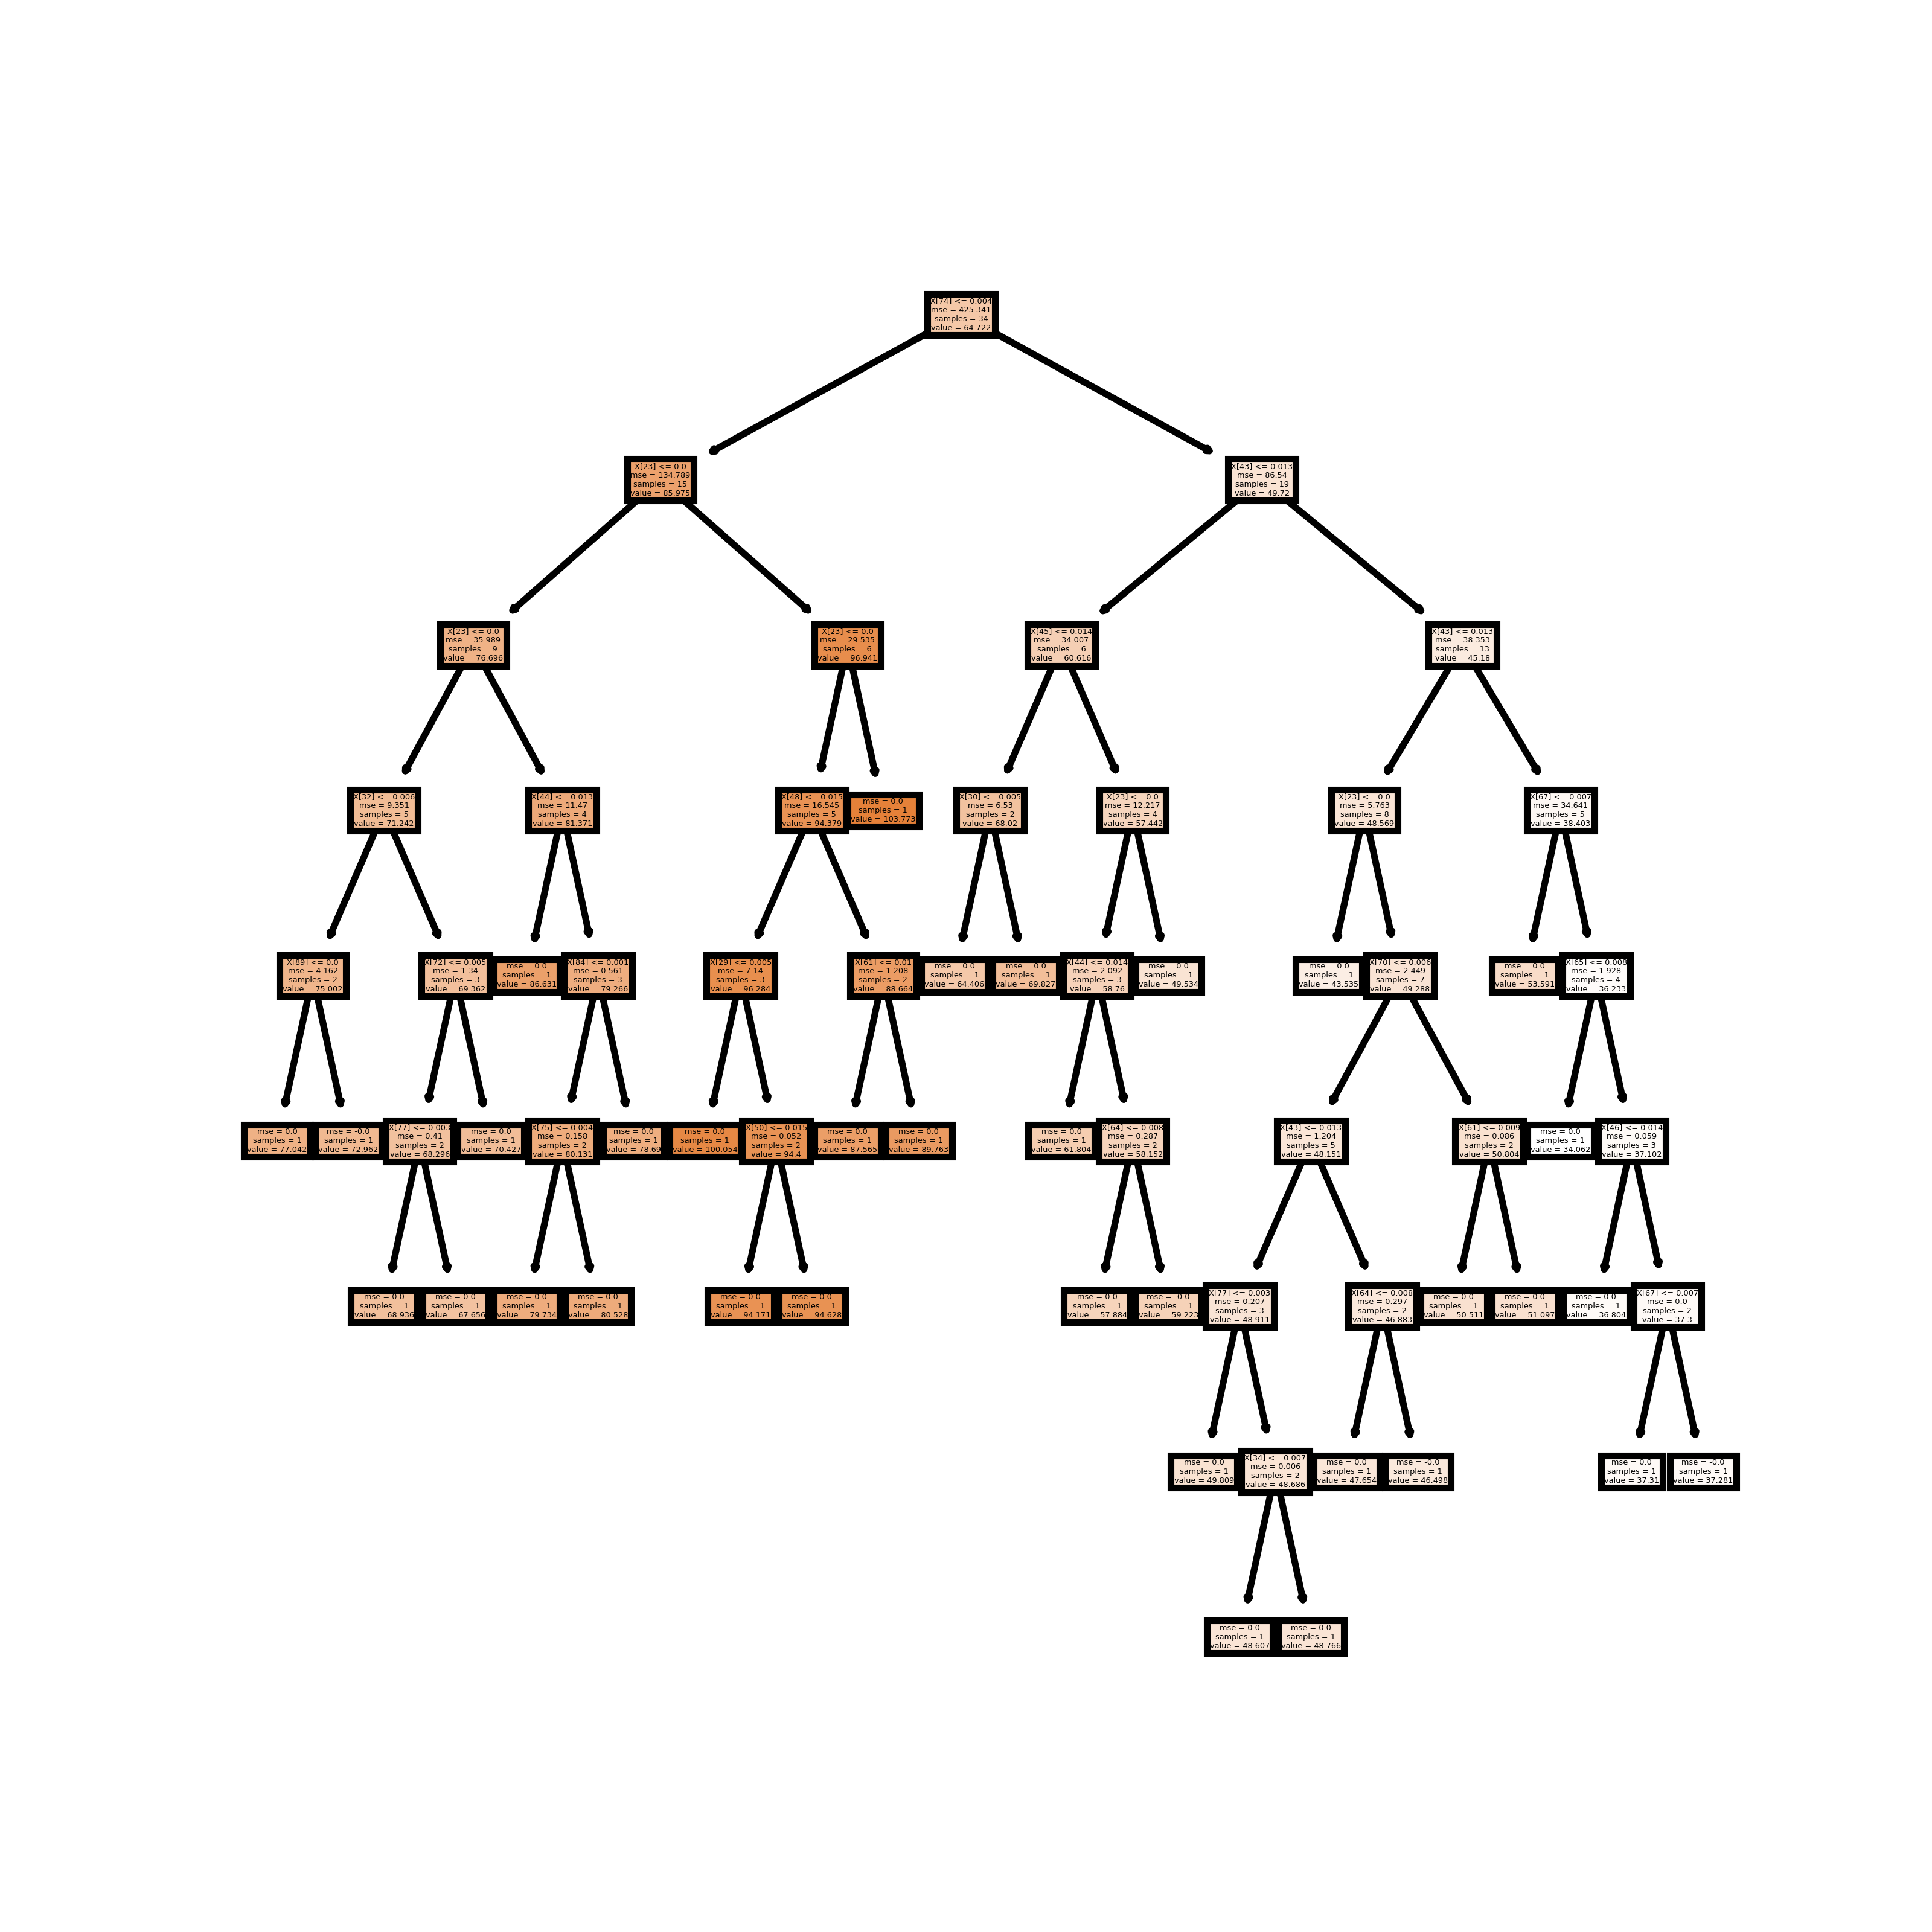 X[74] <= 0.004
mse = 425.341
samples = 34
value = 64.722
X[23] <= 0.0
mse = 134.789
samples = 15
value = 85.975
X[43] <= 0.013
mse = 86.54
samples = 19
value = 49.72
X[23] <= 0.0
mse = 35.989
samples = 9
value = 76.696
X[23] <= 0.0
mse = 29.535
samples = 6
value = 96.941
X[45] <= 0.014
mse = 34.007
samples = 6
value = 60.616
X[43] <= 0.013
mse = 38.353
samples = 13
value = 45.18
X[32] <= 0.006
mse = 9.351
samples = 5
value = 71.242
X[44] <= 0.013
mse = 11.47
samples = 4
value = 81.371
X[48] <= 0.015
mse = 16.545
samples = 5
value = 94.379
mse = 0.0
samples = 1
value = 103.773
X[30] <= 0.005
mse = 6.53
samples = 2
value = 68.02
X[23] <= 0.0
mse = 12.217
samples = 4
value = 57.442
X[23] <= 0.0
mse = 5.763
samples = 8
value = 48.569
X[67] <= 0.007
mse = 34.641
samples = 5
value = 38.403
X[89] <= 0.0
mse = 4.162
samples = 2
value = 75.002
X[72] <= 0.005
mse = 1.34
samples = 3
value = 69.362
mse = 0.0
samples = 1
value = 86.631
X[84] <= 0.001
mse = 0.561
samples = 3
value = 79.266
X[29] <= 0.005
mse = 7.14
samples = 3
value = 96.284
X[61] <= 0.01
mse = 1.208
samples = 2
value = 88.664
mse = 0.0
samples = 1
value = 64.406
mse = 0.0
samples = 1
value = 69.827
X[44] <= 0.014
mse = 2.092
samples = 3
value = 58.76
mse = 0.0
samples = 1
value = 49.534
mse = 0.0
samples = 1
value = 43.535
X[70] <= 0.006
mse = 2.449
samples = 7
value = 49.288
mse = 0.0
samples = 1
value = 53.591
X[65] <= 0.008
mse = 1.928
samples = 4
value = 36.233
mse = 0.0
samples = 1
value = 77.042
mse = -0.0
samples = 1
value = 72.962
X[77] <= 0.003
mse = 0.41
samples = 2
value = 68.296
mse = 0.0
samples = 1
value = 70.427
X[75] <= 0.004
mse = 0.158
samples = 2
value = 80.131
mse = 0.0
samples = 1
value = 78.69
mse = 0.0
samples = 1
value = 100.054
X[50] <= 0.015
mse = 0.052
samples = 2
value = 94.4
mse = 0.0
samples = 1
value = 87.565
mse = 0.0
samples = 1
value = 89.763
mse = 0.0
samples = 1
value = 61.804
X[64] <= 0.008
mse = 0.287
samples = 2
value = 58.152
X[43] <= 0.013
mse = 1.204
samples = 5
value = 48.151
X[61] <= 0.009
mse = 0.086
samples = 2
value = 50.804
mse = 0.0
samples = 1
value = 34.062
X[46] <= 0.014
mse = 0.059
samples = 3
value = 37.102
mse = 0.0
samples = 1
value = 68.936
mse = 0.0
samples = 1
value = 67.656
mse = 0.0
samples = 1
value = 79.734
mse = 0.0
samples = 1
value = 80.528
mse = 0.0
samples = 1
value = 94.171
mse = 0.0
samples = 1
value = 94.628
mse = 0.0
samples = 1
value = 57.884
mse = -0.0
samples = 1
value = 59.223
X[77] <= 0.003
mse = 0.207
samples = 3
value = 48.911
X[64] <= 0.008
mse = 0.297
samples = 2
value = 46.883
mse = 0.0
samples = 1
value = 50.511
mse = 0.0
samples = 1
value = 51.097
mse = 0.0
samples = 1
value = 36.804
X[67] <= 0.007
mse = 0.0
samples = 2
value = 37.3
mse = 0.0
samples = 1
value = 49.809
X[34] <= 0.007
mse = 0.006
samples = 2
value = 48.686
mse = 0.0
samples = 1
value = 47.654
mse = -0.0
samples = 1
value = 46.498
mse = 0.0
samples = 1
value = 37.31
mse = -0.0
samples = 1
value = 37.281
mse = 0.0
samples = 1
value = 48.607
mse = 0.0
samples = 1
value = 48.766